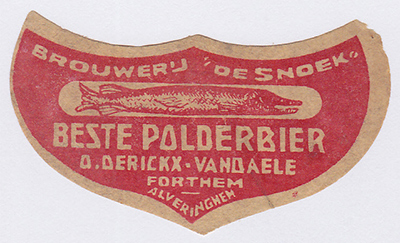 BROUWERIJ "DE SNOEK"
BESTE POLDERBIER
O. DERICKX - VANDAELE
FORTHEM
ALVERINGHEM